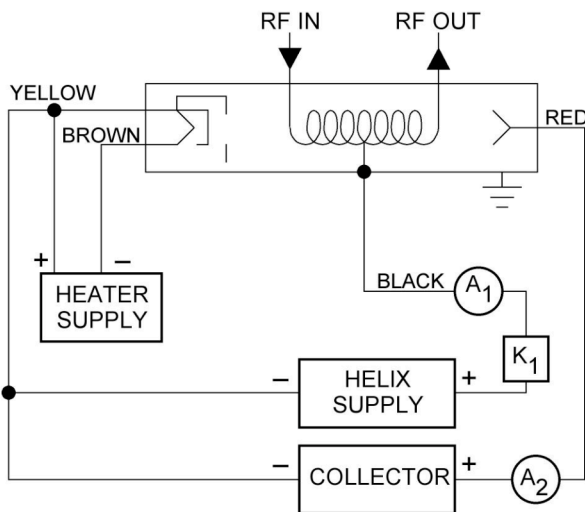 RF IN
RF OUT
YELLOW
BROWN
RED
+
−
HEATER
SUPPLY
BLACK
A1
K1
−
HELIX
SUPPLY
+
−
COLLECTOR
+
A2